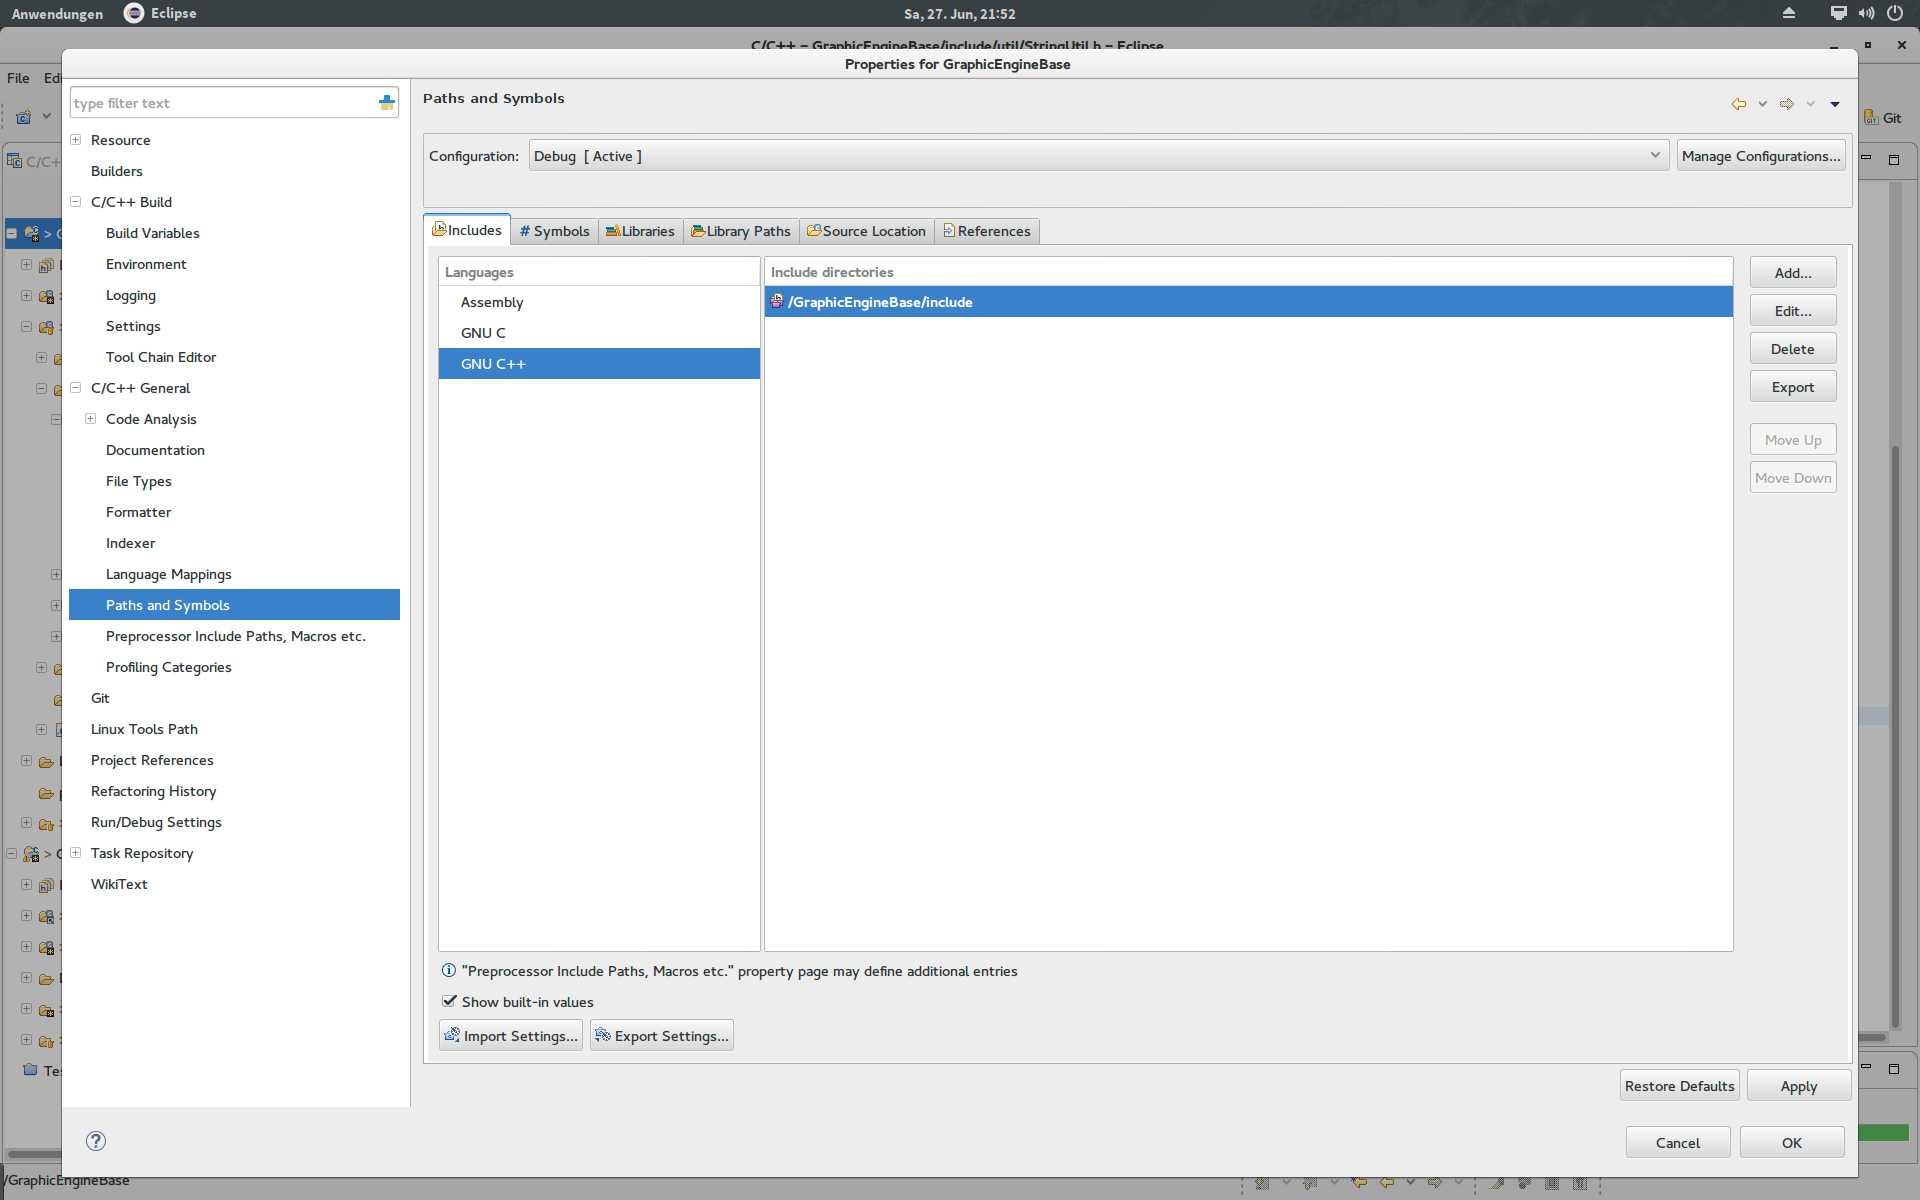 Anwendungen Eclipse Sa, 27. Jun, 21:52
C/C++ – GraphicEngineBase/include/util/StringUtil.h – Eclipse
Properties for GraphicEngineBase
File
Git
C/C++
type filter text
Resource
Builders
C/C++ Build
Build Variables
Environment
Logging
Settings
Tool Chain Editor
C/C++ General
Code Analysis
Documentation
File Types
Formatter
Indexer
Language Mappings
Paths and Symbols
Preprocessor Include Paths, Macros etc.
Profiling Categories
Git
Linux Tools Path
Project References
Refactoring History
Run/Debug Settings
Task Repository
WikiText
Paths and Symbols
Configuration: Debug [ Active ] Manage Configurations...
Includes # Symbols Libraries Library Paths Source Location References
Languages
Assembly
GNU C
GNU C++
Include directories
/GraphicEngineBase/include
Add...
Edit...
Delete
Export
Move Up
Move Down
"Preprocessor Include Paths, Macros etc." property page may define additional entries
Show built-in values
Import Settings... Export Settings...
Restore Defaults Apply
Cancel OK
/GraphicEngineBase